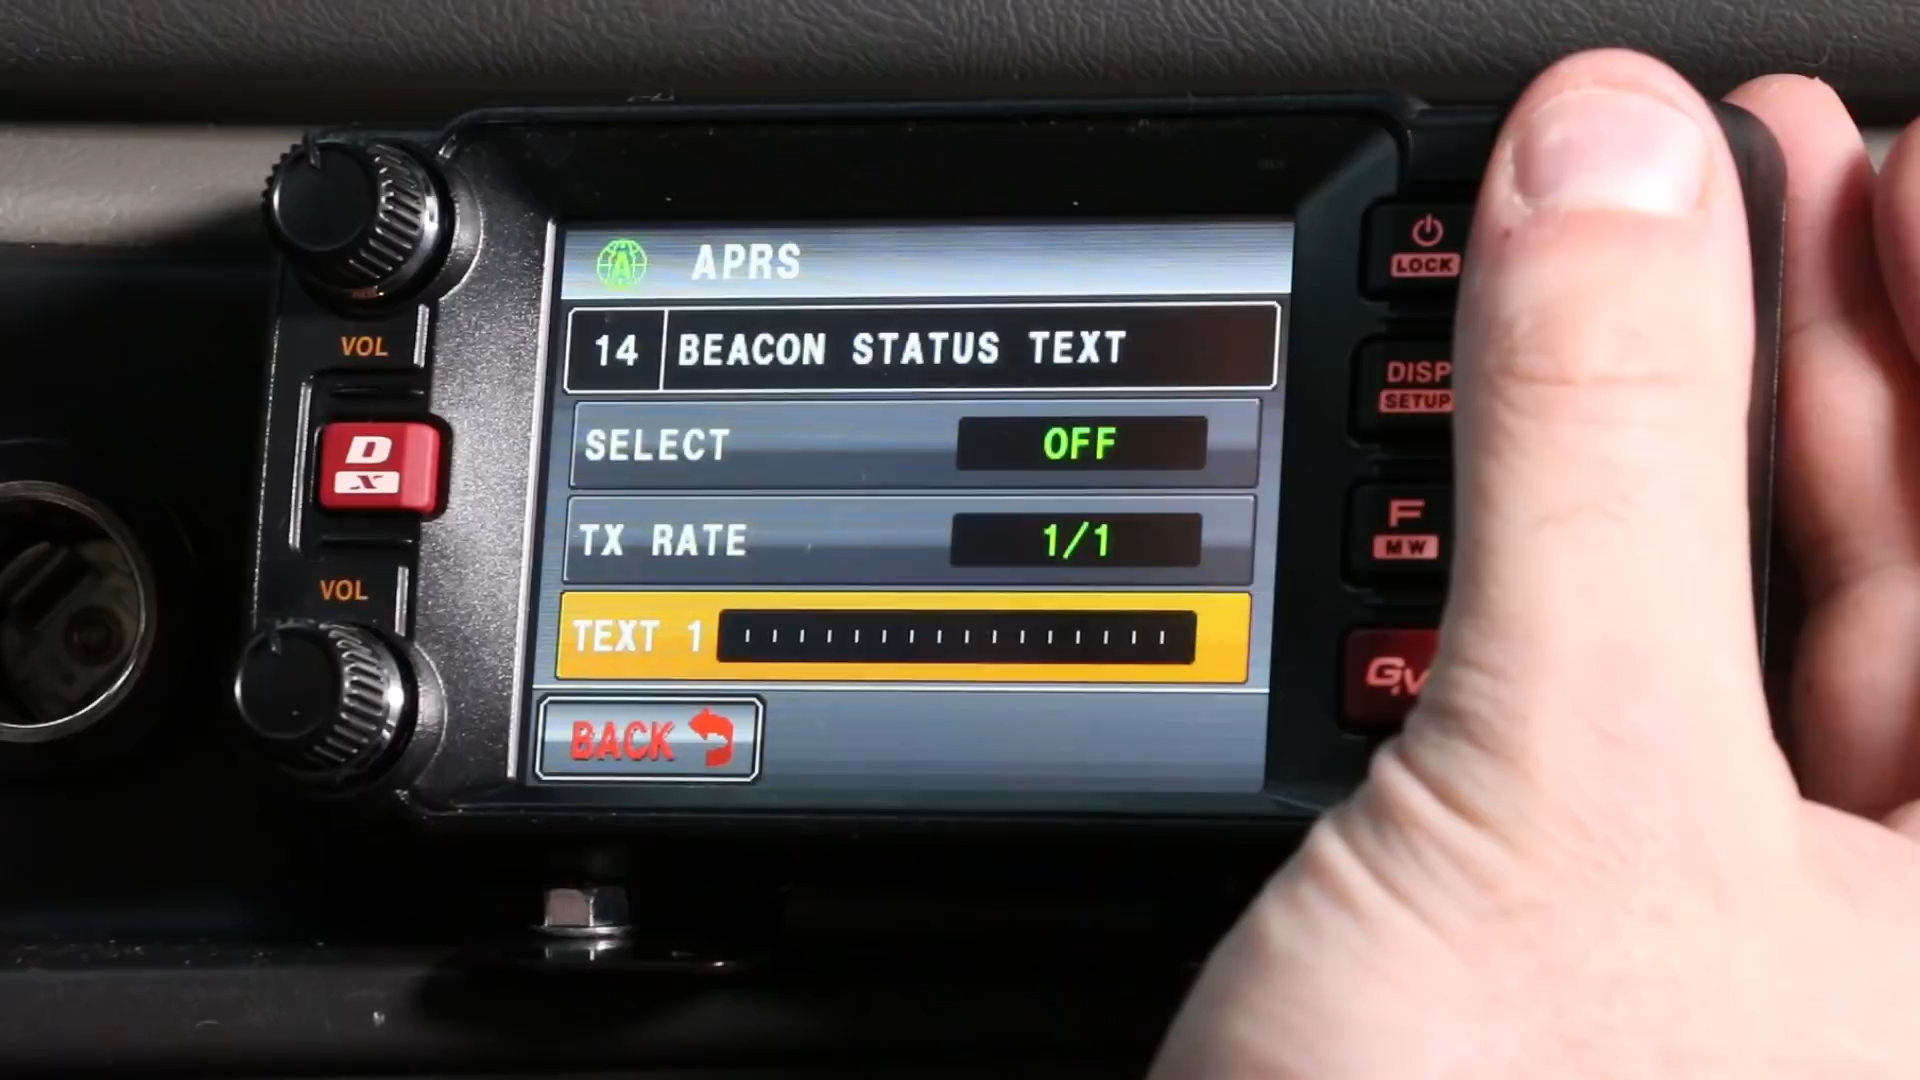 APRS
14 BEACON STATUS TEXT
SELECT OFF
TX RATE 1/1
TEXT 1
BACK
VOL
D
X
VOL
LOCK
DISP
SETUP
F
MW